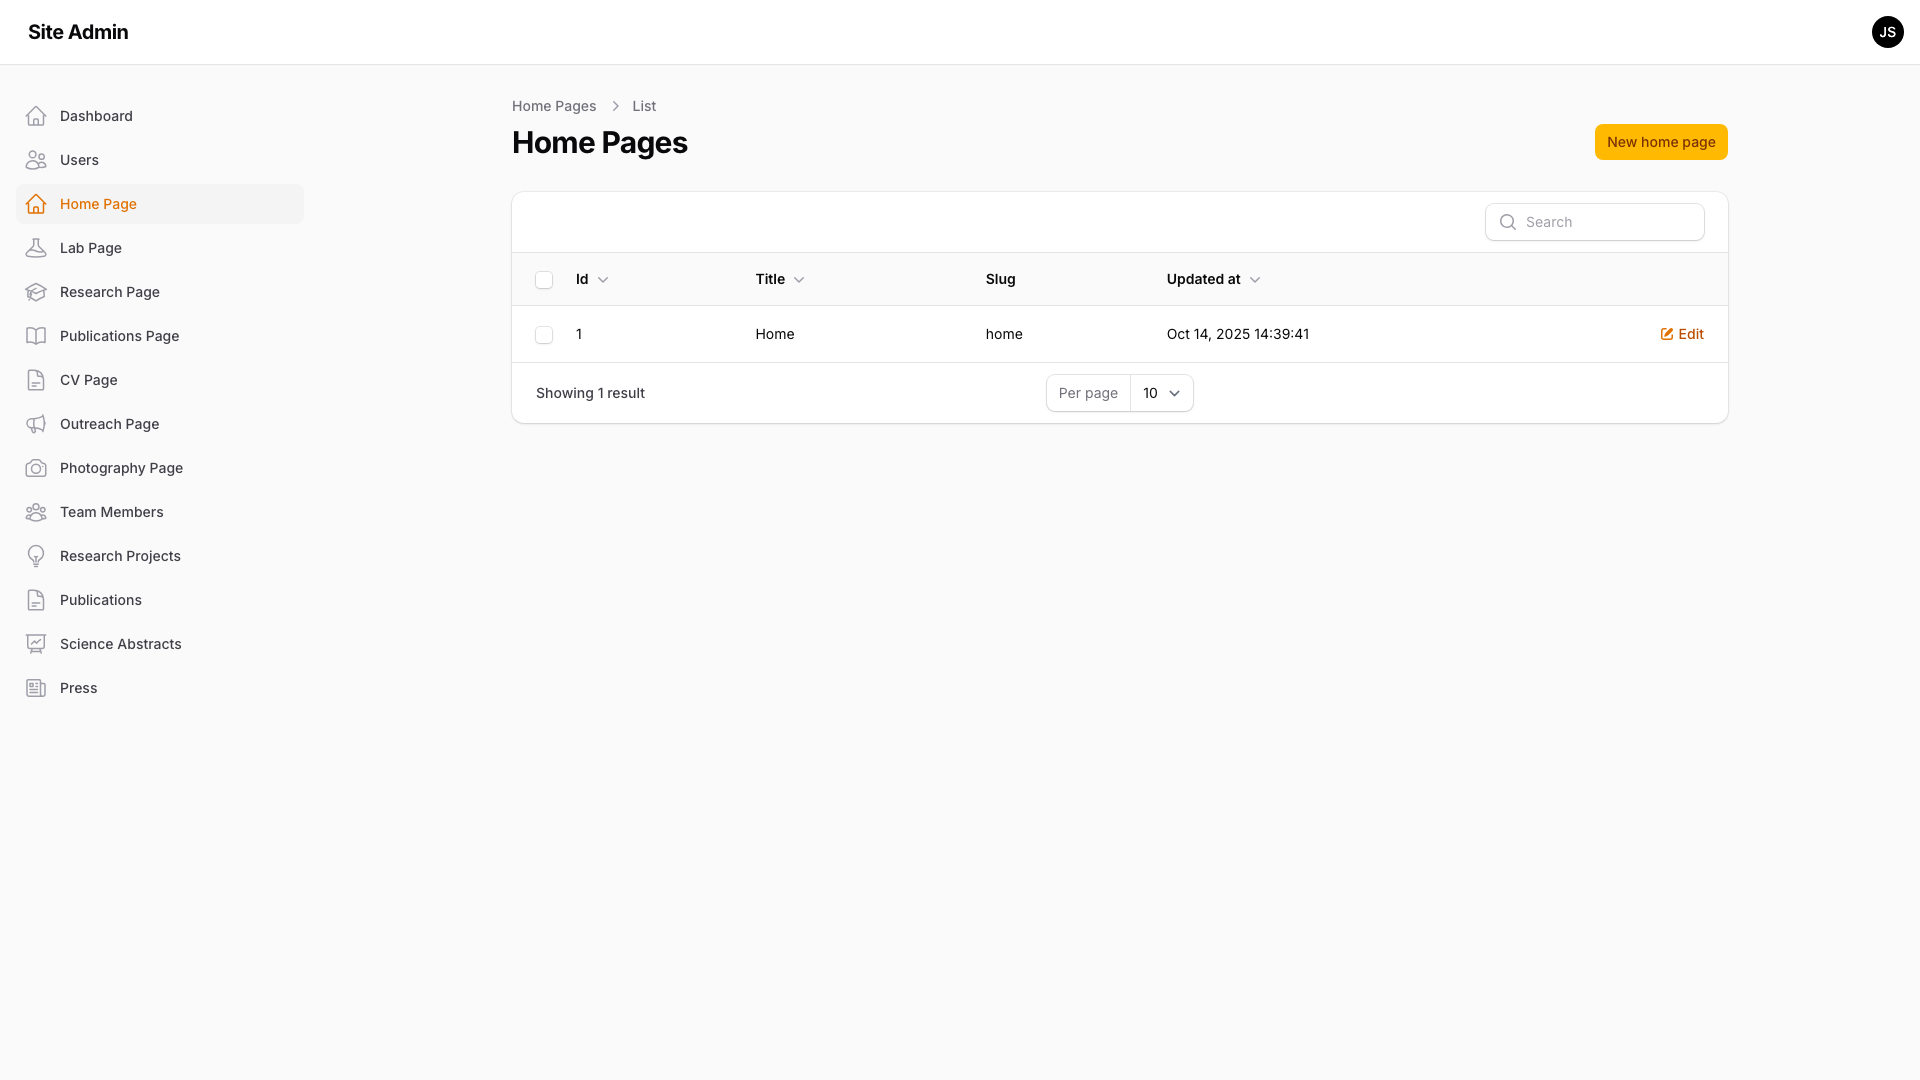 Site Admin
JS
Dashboard
Users
Home Page
Lab Page
Research Page
Publications Page
CV Page
Outreach Page
Photography Page
Team Members
Research Projects
Publications
Science Abstracts
Press
Home Pages > List
Home Pages
New home page
Search
Id Title Slug Updated at
1 Home home Oct 14, 2025 14:39:41 Edit
Showing 1 result Per page 10